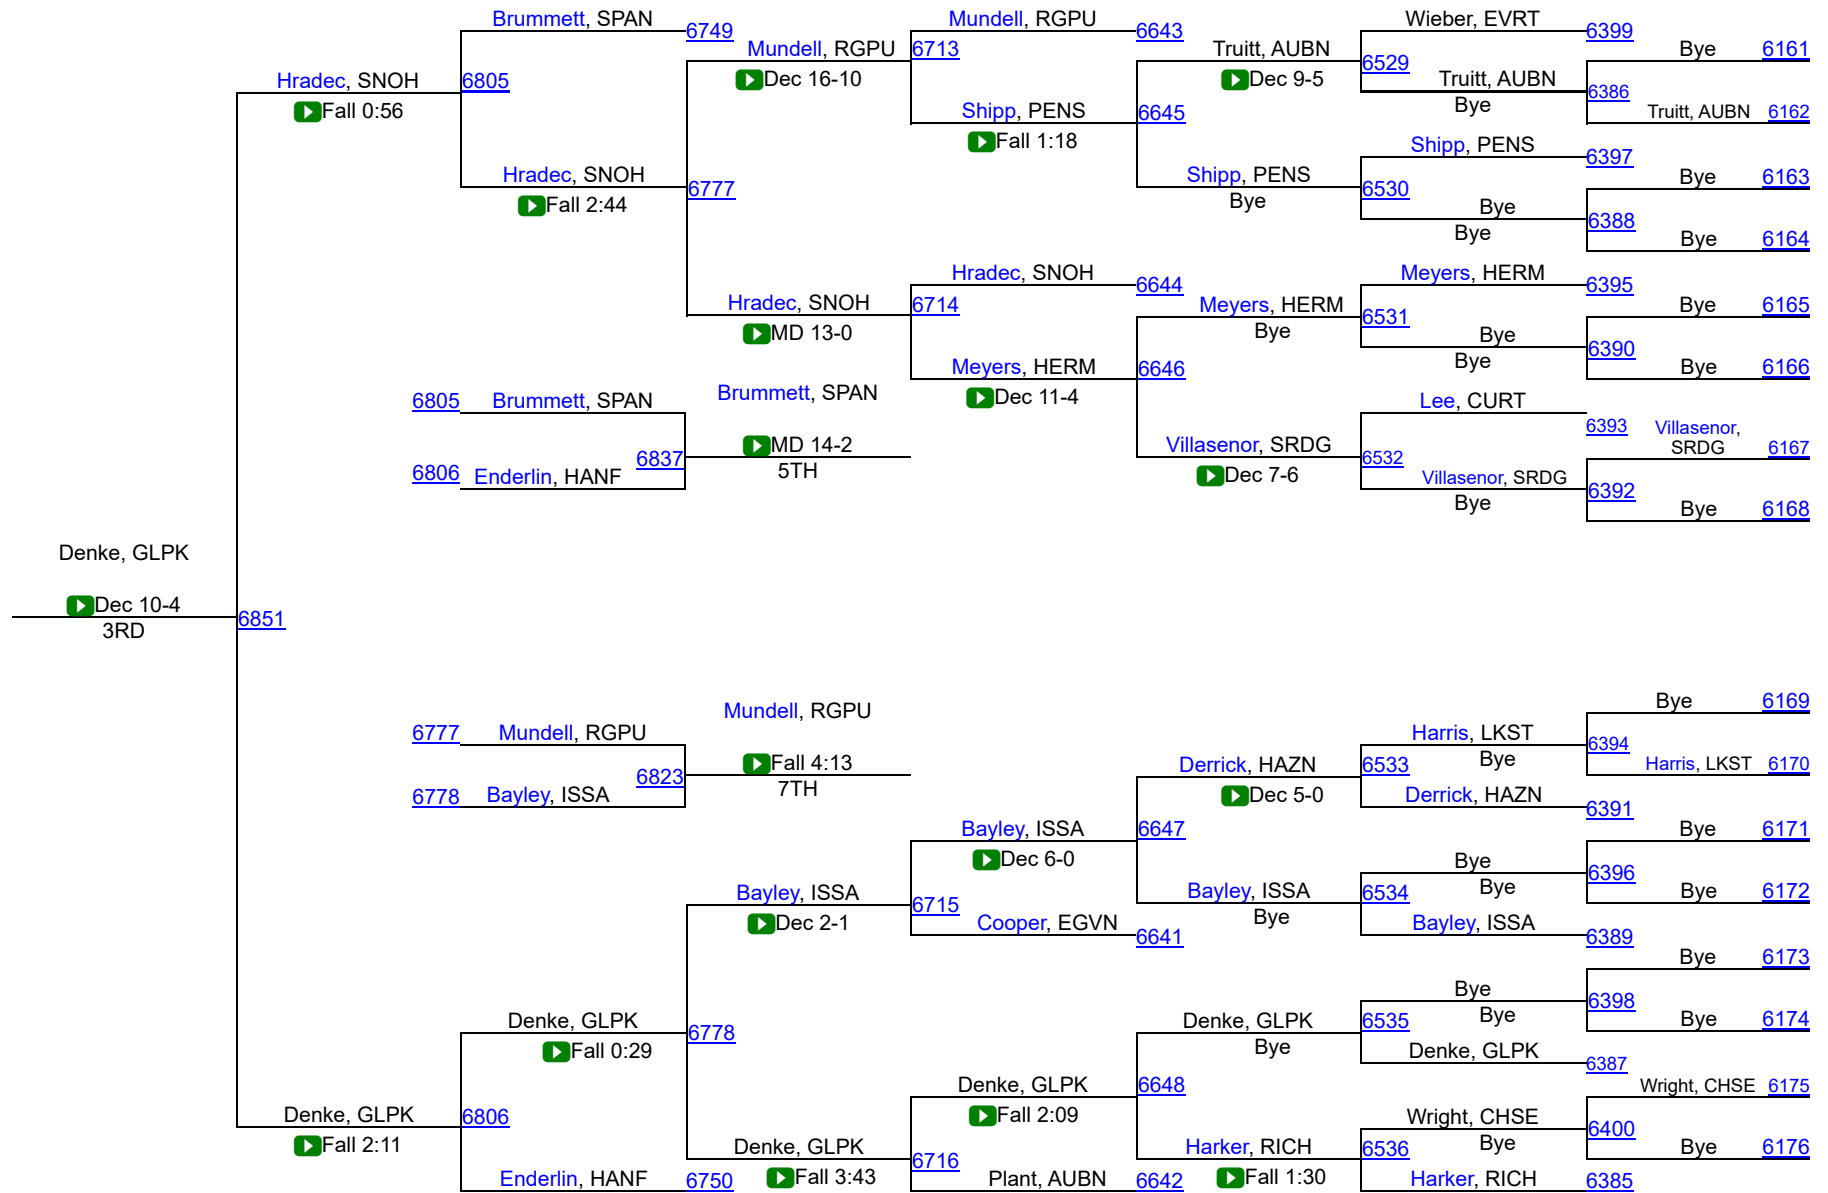 Brummett, SPAN
6749
Mundell, RGPU
6643
Wieber, EVRT
6399
Bye 6161
Mundell, RGPU
6713
Truitt, AUBN
Dec 9-5
6529
Hradec, SNOH
Fall 0:56
6805
Dec 16-10
Truitt, AUBN
Bye
6386
Truitt, AUBN 6162
Shipp, PENS
Fall 1:18
6645
Shipp, PENS
6397
Bye 6163
Hradec, SNOH
Fall 2:44
6777
Shipp, PENS
Bye
6530
Bye
Bye
6388
Bye 6164
Hradec, SNOH
6644
Meyers, HERM
6395
Bye 6165
Hradec, SNOH
MD 13-0
6714
Meyers, HERM
Bye
6531
Bye
Bye
6390
Bye 6166
Meyers, HERM
Dec 11-4
6646
6805 Brummett, SPAN
Brummett, SPAN
MD 14-2
5TH
6837
6806 Enderlin, HANF
Lee, CURT
6393
Villasenor,
SRDG
6167
Villasenor, SRDG
Dec 7-6
6532
Villasenor, SRDG
Bye
6392
Bye 6168
Denke, GLPK
Dec 10-4
3RD
6851
Bye 6169
6777 Mundell, RGPU
Mundell, RGPU
Fall 4:13
7TH
6823
6778 Bayley, ISSA
Harris, LKST
Bye
6394
Harris, LKST 6170
Derrick, HAZN
Dec 5-0
6533
Derrick, HAZN
6391
Bayley, ISSA
Dec 6-0
6647
Bye 6171
Bye
Bye
6396
Bye 6172
Bayley, ISSA
Dec 2-1
6715
Bayley, ISSA
Bye
6534
Cooper, EGVN
6641
Bayley, ISSA
6389
Bye 6173
Denke, GLPK
Fall 0:29
6778
Denke, GLPK
Bye
6535
Bye
Bye
6398
Bye 6174
Denke, GLPK
6387
Denke, GLPK
Fall 2:09
6648
Wright, CHSE 6175
Denke, GLPK
Fall 2:11
6806
Wright, CHSE
Bye
6400
Bye 6176
Denke, GLPK
Fall 3:43
6716
Harker, RICH
Fall 1:30
6536
Enderlin, HANF
6750
Plant, AUBN
6642
Harker, RICH
6385